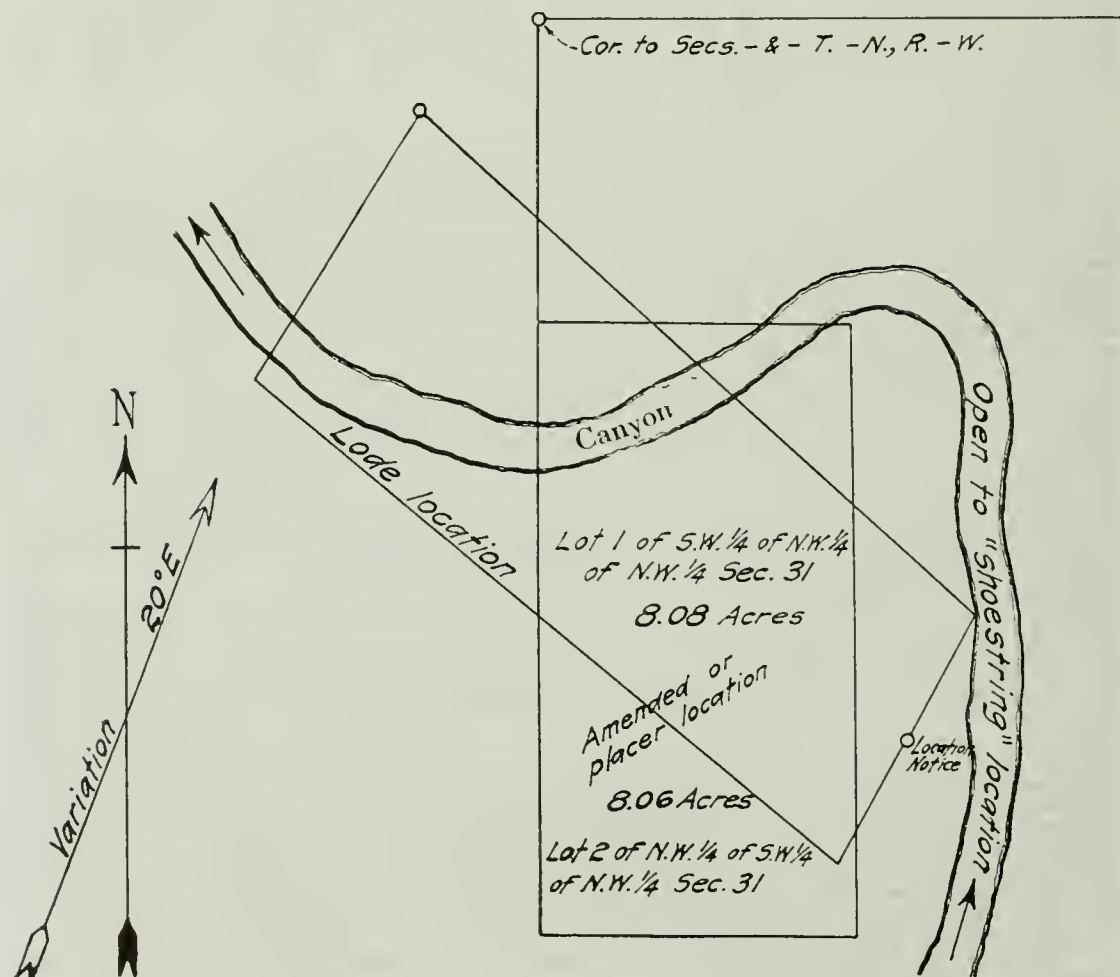 Cor. to Secs. - & - T. - N., R. - W.
N
20°E
Variation
Canyon
Lode location
Open to "shoestring" location
Lot 1 of S.W. ¼ of N.W. ¼
of N.W. ¼ Sec. 31
8.08 Acres
Amended or
placer location
Location
Notice
8.06 Acres
Lot 2 of N.W. ¼ of S.W ¼
of N.W. ¼ Sec. 31